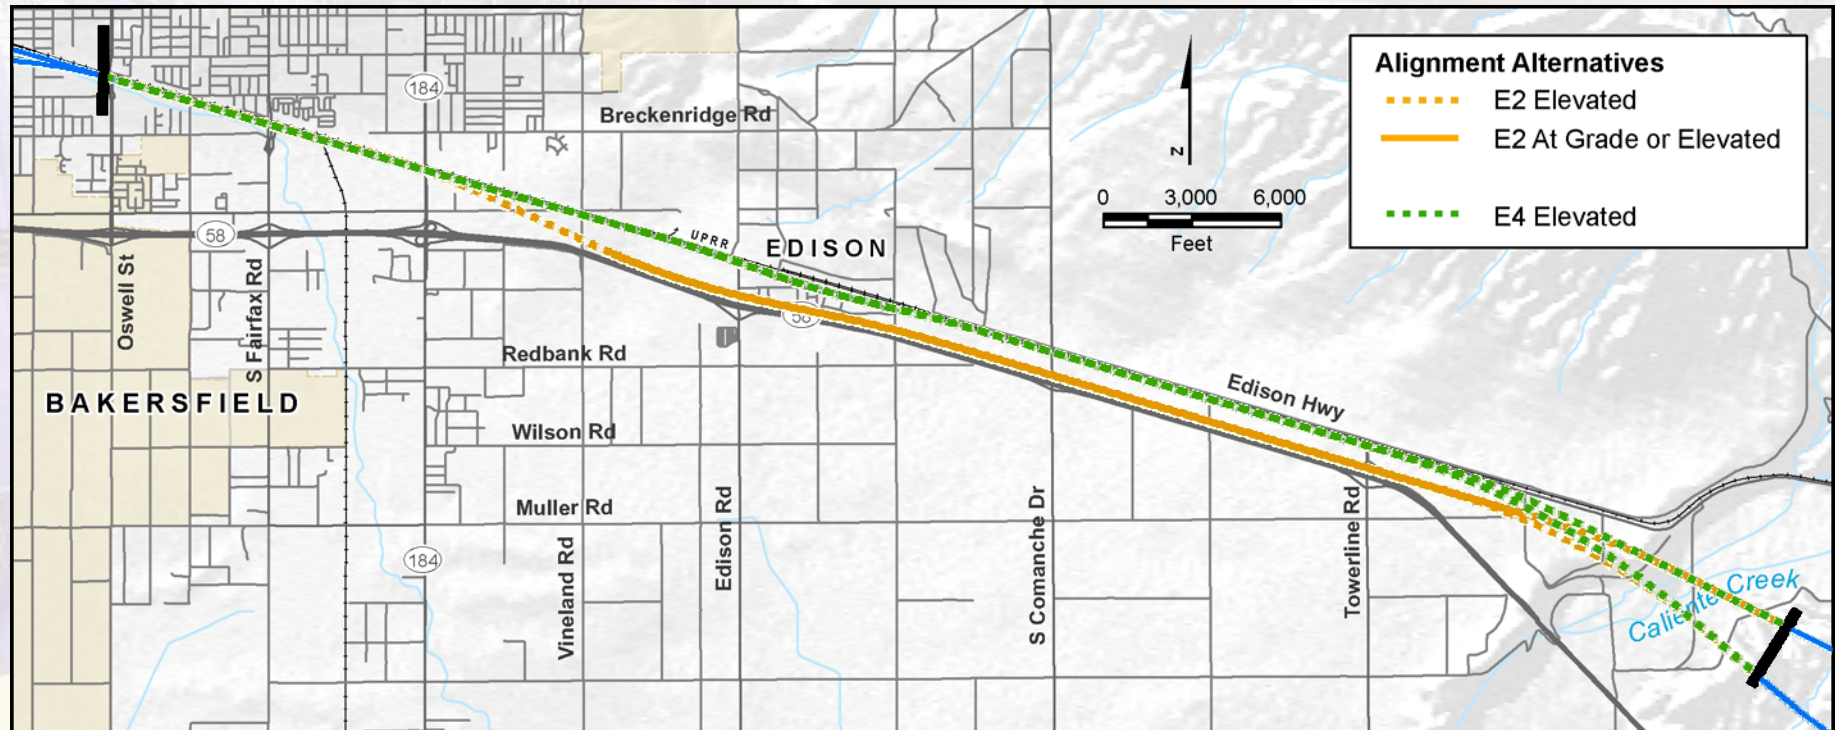 Alignment Alternatives
E2 Elevated
E2 At Grade or Elevated
E4 Elevated
184
Breckenridge Rd
N
0 3,000 6,000
Feet
58
UPRR
EDISON
Oswell St
S Fairfax Rd
58
Redbank Rd
Edison Hwy
BAKERSFIELD
Wilson Rd
Muller Rd
184
Vineland Rd
Edison Rd
S Comanche Dr
Towerline Rd
Caliente Creek